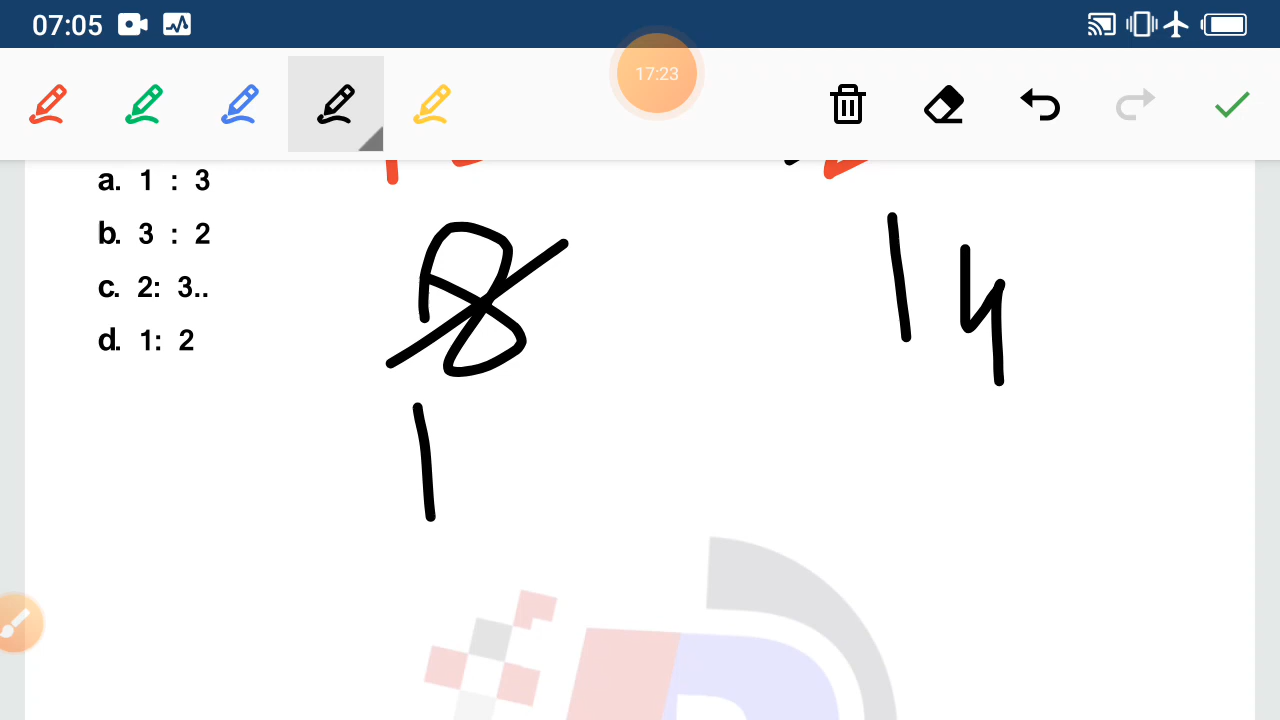 07:05
17:23
a. 1 : 3
b. 3 : 2
c. 2: 3..
d. 1: 2
8 14
1